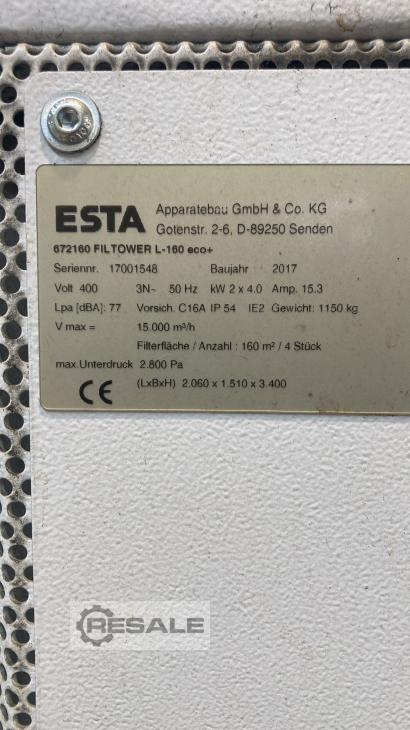 ESTA Apparatebau GmbH & Co. KG
Gotenstr. 2-6, D-89250 Senden
672160 FILTOWER L-160 eco+
Seriennr. 17001548 Baujahr 2017
Volt 400 3N~ 50 Hz kW 2 x 4.0 Amp. 15.3
Lpa [dBA]: 77 Vorsich. C16A IP 54 IE2 Gewicht: 1150 kg
V max = 15.000 m³/h
Filterfläche / Anzahl : 160 m² / 4 Stück
max.Unterdruck 2.800 Pa
CE (LxBxH) 2.060 x 1.510 x 3.400
RESALE